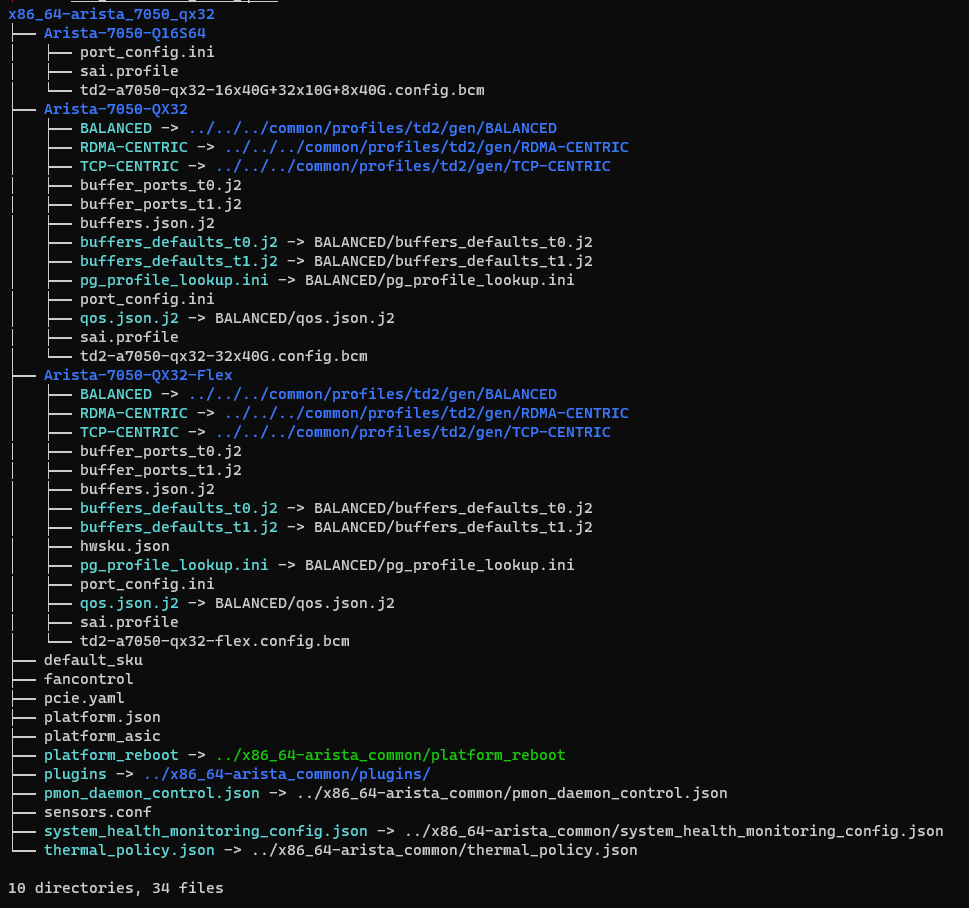 x86_64-arista_7050_qx32
├── Arista-7050-Q16S64
│   ├── port_config.ini
│   ├── sai.profile
│   └── td2-a7050-qx32-16x40G+32x10G+8x40G.config.bcm
├── Arista-7050-QX32
│   ├── BALANCED -> ../../../common/profiles/td2/gen/BALANCED
│   ├── RDMA-CENTRIC -> ../../../common/profiles/td2/gen/RDMA-CENTRIC
│   ├── TCP-CENTRIC -> ../../../common/profiles/td2/gen/TCP-CENTRIC
│   ├── buffer_ports_t0.j2
│   ├── buffer_ports_t1.j2
│   ├── buffers.json.j2
│   ├── buffers_defaults_t0.j2 -> BALANCED/buffers_defaults_t0.j2
│   ├── buffers_defaults_t1.j2 -> BALANCED/buffers_defaults_t1.j2
│   ├── pg_profile_lookup.ini -> BALANCED/pg_profile_lookup.ini
│   ├── port_config.ini
│   ├── qos.json.j2 -> BALANCED/qos.json.j2
│   ├── sai.profile
│   └── td2-a7050-qx32-32x40G.config.bcm
├── Arista-7050-QX32-Flex
│   ├── BALANCED -> ../../../common/profiles/td2/gen/BALANCED
│   ├── RDMA-CENTRIC -> ../../../common/profiles/td2/gen/RDMA-CENTRIC
│   ├── TCP-CENTRIC -> ../../../common/profiles/td2/gen/TCP-CENTRIC
│   ├── buffer_ports_t0.j2
│   ├── buffer_ports_t1.j2
│   ├── buffers.json.j2
│   ├── buffers_defaults_t0.j2 -> BALANCED/buffers_defaults_t0.j2
│   ├── buffers_defaults_t1.j2 -> BALANCED/buffers_defaults_t1.j2
│   ├── hwsku.json
│   ├── pg_profile_lookup.ini -> BALANCED/pg_profile_lookup.ini
│   ├── port_config.ini
│   ├── qos.json.j2 -> BALANCED/qos.json.j2
│   ├── sai.profile
│   └── td2-a7050-qx32-flex.config.bcm
├── default_sku
├── fancontrol
├── pcie.yaml
├── platform.json
├── platform_asic
├── platform_reboot -> ../x86_64-arista_common/platform_reboot
├── plugins -> ../x86_64-arista_common/plugins/
├── pmon_daemon_control.json -> ../x86_64-arista_common/pmon_daemon_control.json
├── sensors.conf
├── system_health_monitoring_config.json -> ../x86_64-arista_common/system_health_monitoring_config.json
└── thermal_policy.json -> ../x86_64-arista_common/thermal_policy.json
10 directories, 34 files